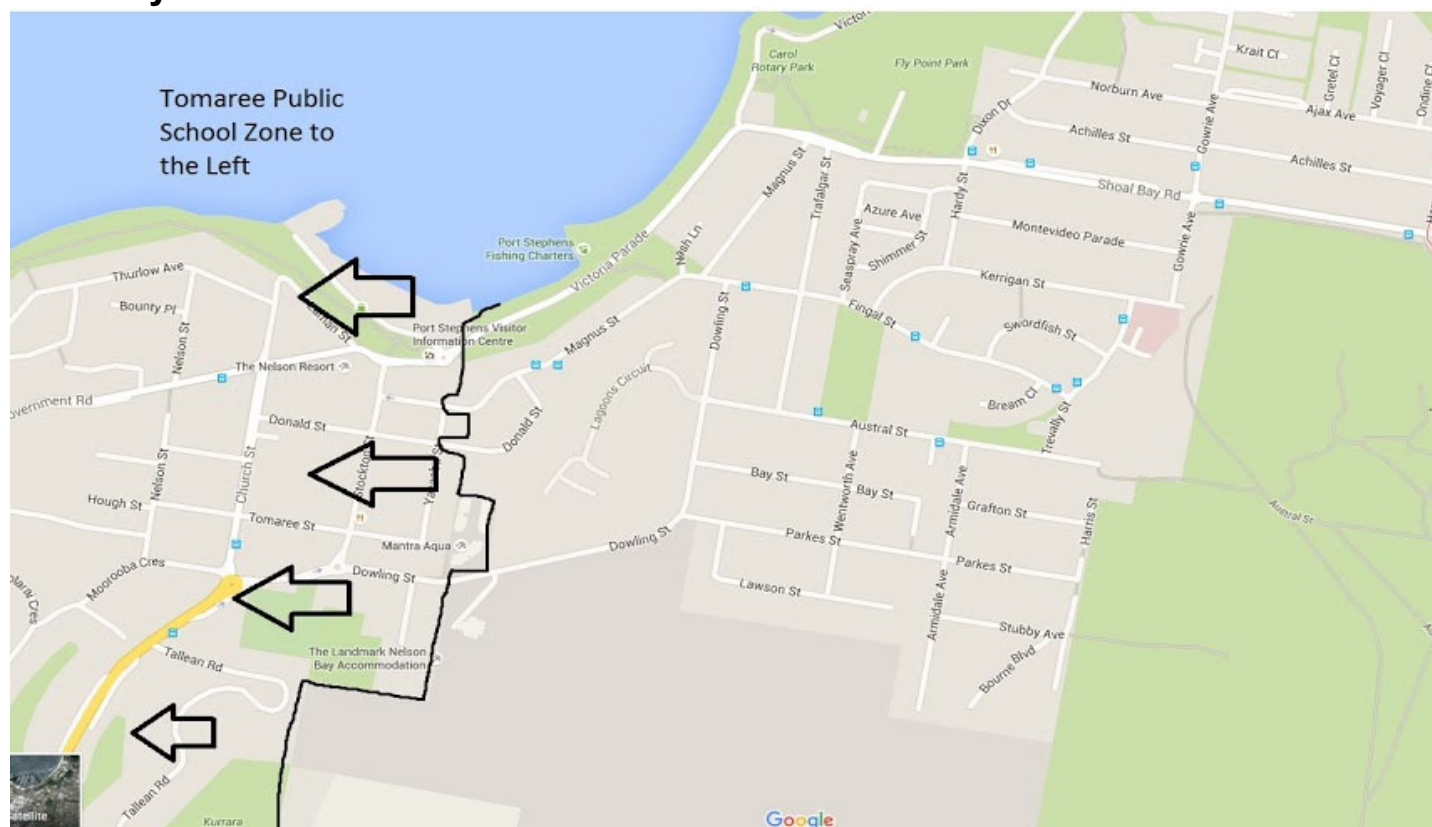 Victoria
Carol
Rotary Park
Fly Point Park
Krait Cl
Gretel Cl
Voyager Cl
Ondine Cl
Norburn Ave
Ajax Ave
Tomaree Public
School Zone to
the Left
Dixon Dr
Achilles St
Gowrie Ave
Achilles St
Magnus St
Trafalgar St
Hardy St
Shoal Bay Rd
Azure Ave
Seaspray Ave
Shimmer St
Montevideo Parade
Gowrie Ave
Port Stephens
Fishing Charters
Victoria Parade
Nash Ln
Kerrigan St
Thurlow Ave
Bounty Pl
Nelson St
Port Stephens Visitor
Information Centre
Magnus St
Dowling St
Fingal St
Swordfish St
The Nelson Resort
Government Rd
Lagoons Circuit
Bream Cl
Trevally St
Donald St
Donald St
Austral St
Church St
Nelson St
Bay St
Bay St
Wentworth Ave
Armidale Ave
Grafton St
Harris St
Austral St
Hough St
Tomaree St
Mantra Aqua
Dowling St
Parkes St
Parkes St
Moorooba Cres
Dowling St
Lawson St
Armidale Ave
Stubby Ave
Bourne Blvd
Tallean Rd
The Landmark Nelson
Bay Accommodation
Tallean Rd
Kurrara
Google